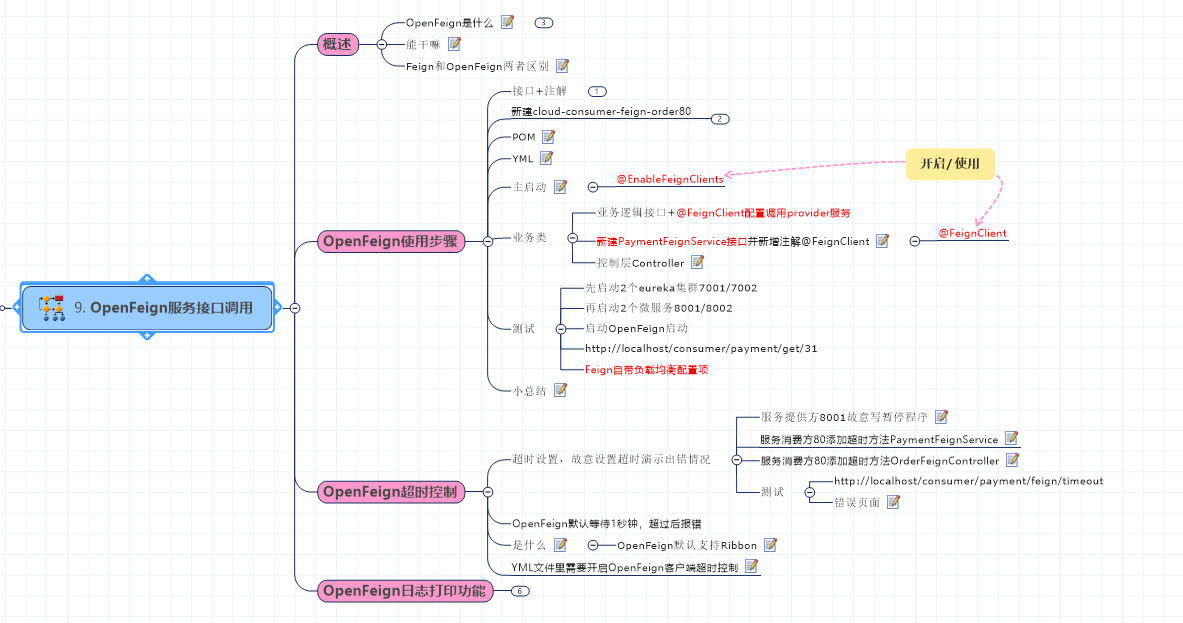 9. OpenFeign服务接口调用
概述
OpenFeign是什么
3
能干嘛
Feign和OpenFeign两者区别
OpenFeign使用步骤
接口+注解
1
新建cloud-consumer-feign-order80
2
POM
YML
主启动
@EnableFeignClients
开启/使用
业务类
业务逻辑接口+@FeignClient配置调用provider服务
新建PaymentFeignService接口并新增注解@FeignClient
@FeignClient
控制层Controller
测试
先启动2个eureka集群7001/7002
再启动2个微服务8001/8002
启动OpenFeign启动
http://localhost/consumer/payment/get/31
Feign自带负载均衡配置项
小总结
OpenFeign超时控制
超时设置，故意设置超时演示出错情况
服务提供方8001故意写暂停程序
服务消费方80添加超时方法PaymentFeignService
服务消费方80添加超时方法OrderFeignController
测试
http://localhost/consumer/payment/feign/timeout
错误页面
OpenFeign默认等待1秒钟，超过后报错
是什么
OpenFeign默认支持Ribbon
YML文件里需要开启OpenFeign客户端超时控制
OpenFeign日志打印功能
6